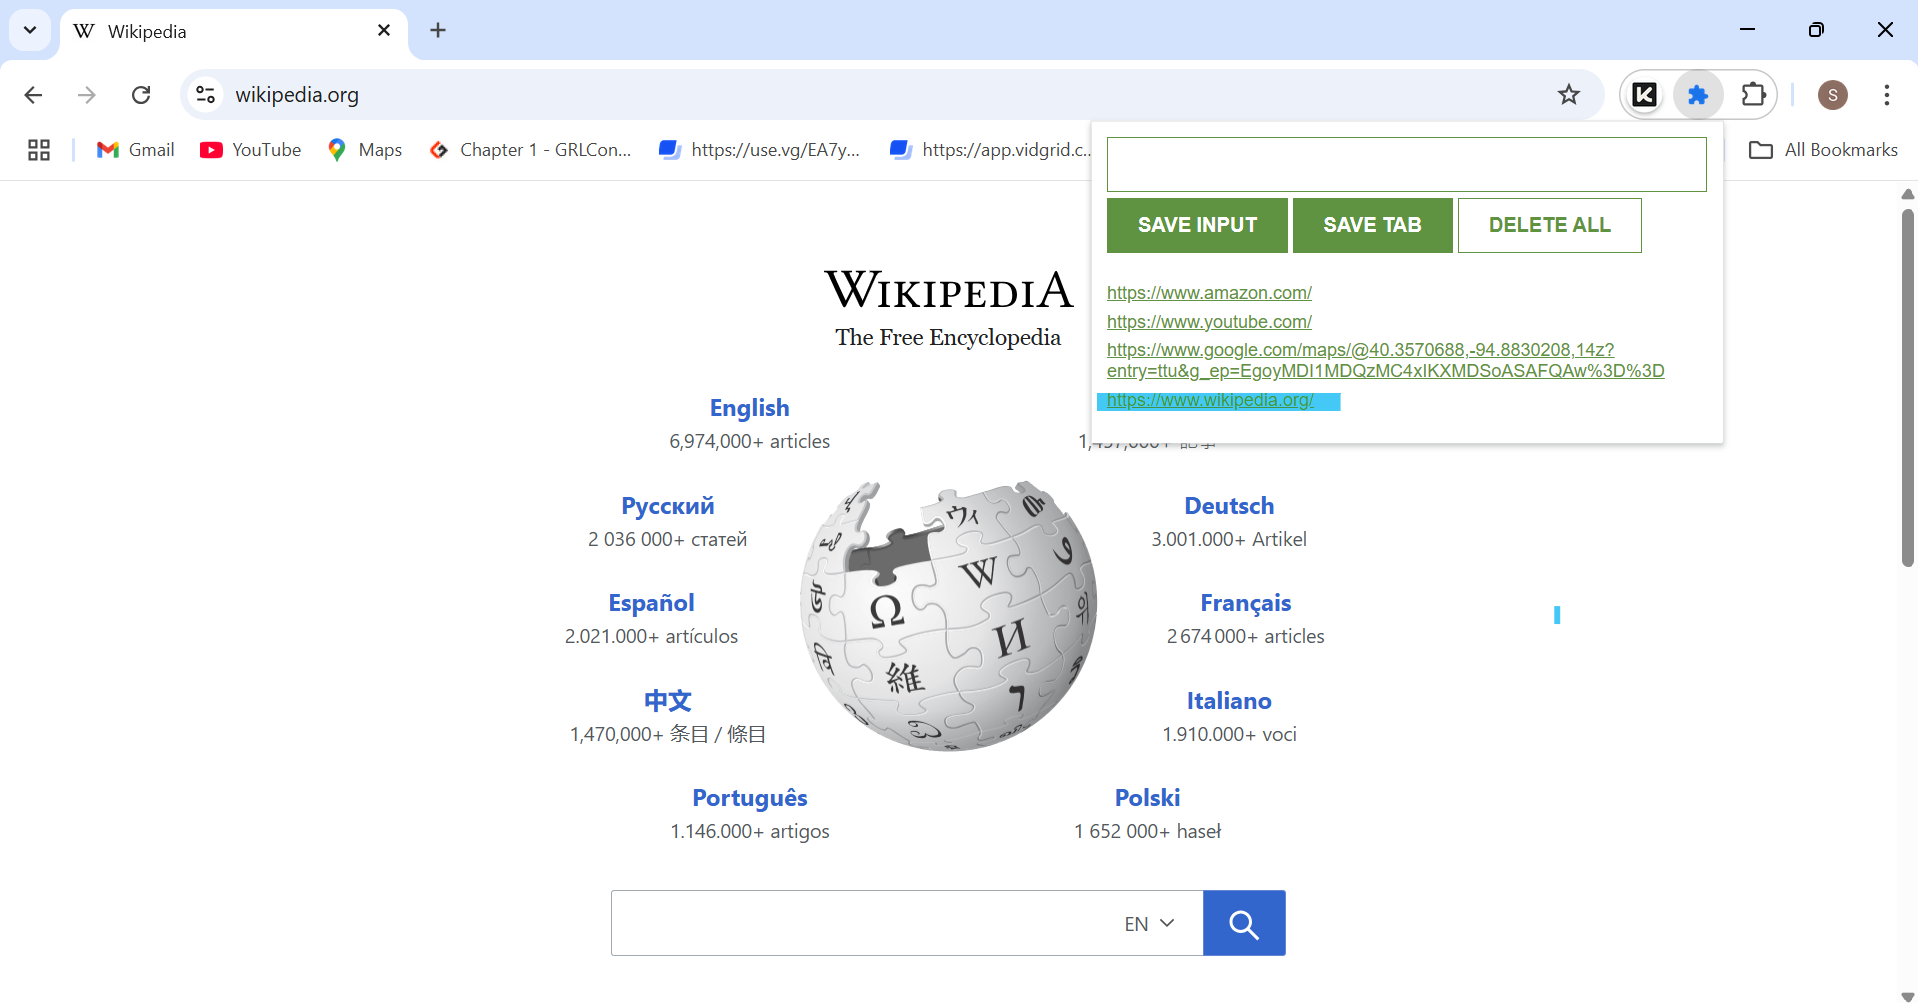 Wikipedia
wikipedia.org
S
Gmail
YouTube
Maps
Chapter 1 - GRLCon...
https://use.vg/EA7y...
https://app.vidgrid.c...
All Bookmarks
SAVE INPUT
SAVE TAB
DELETE ALL
https://www.amazon.com/
https://www.youtube.com/
https://www.google.com/maps/@40.3570688,-94.8830208,14z?
entry=ttu&g_ep=EgoyMDI1MDQzMC4xIKXMDSoASAFQAw%3D%3D
https://www.wikipedia.org/
WIKIPEDIA
The Free Encyclopedia
English
6,974,000+ articles
Русский
2 036 000+ статей
Deutsch
3.001.000+ Artikel
Español
2.021.000+ artículos
Français
2 674 000+ articles
中文
1,470,000+ 条目 / 條目
Italiano
1.910.000+ voci
Português
1.146.000+ artigos
Polski
1 652 000+ haseł
EN
Ω
W
И
維
ウィ